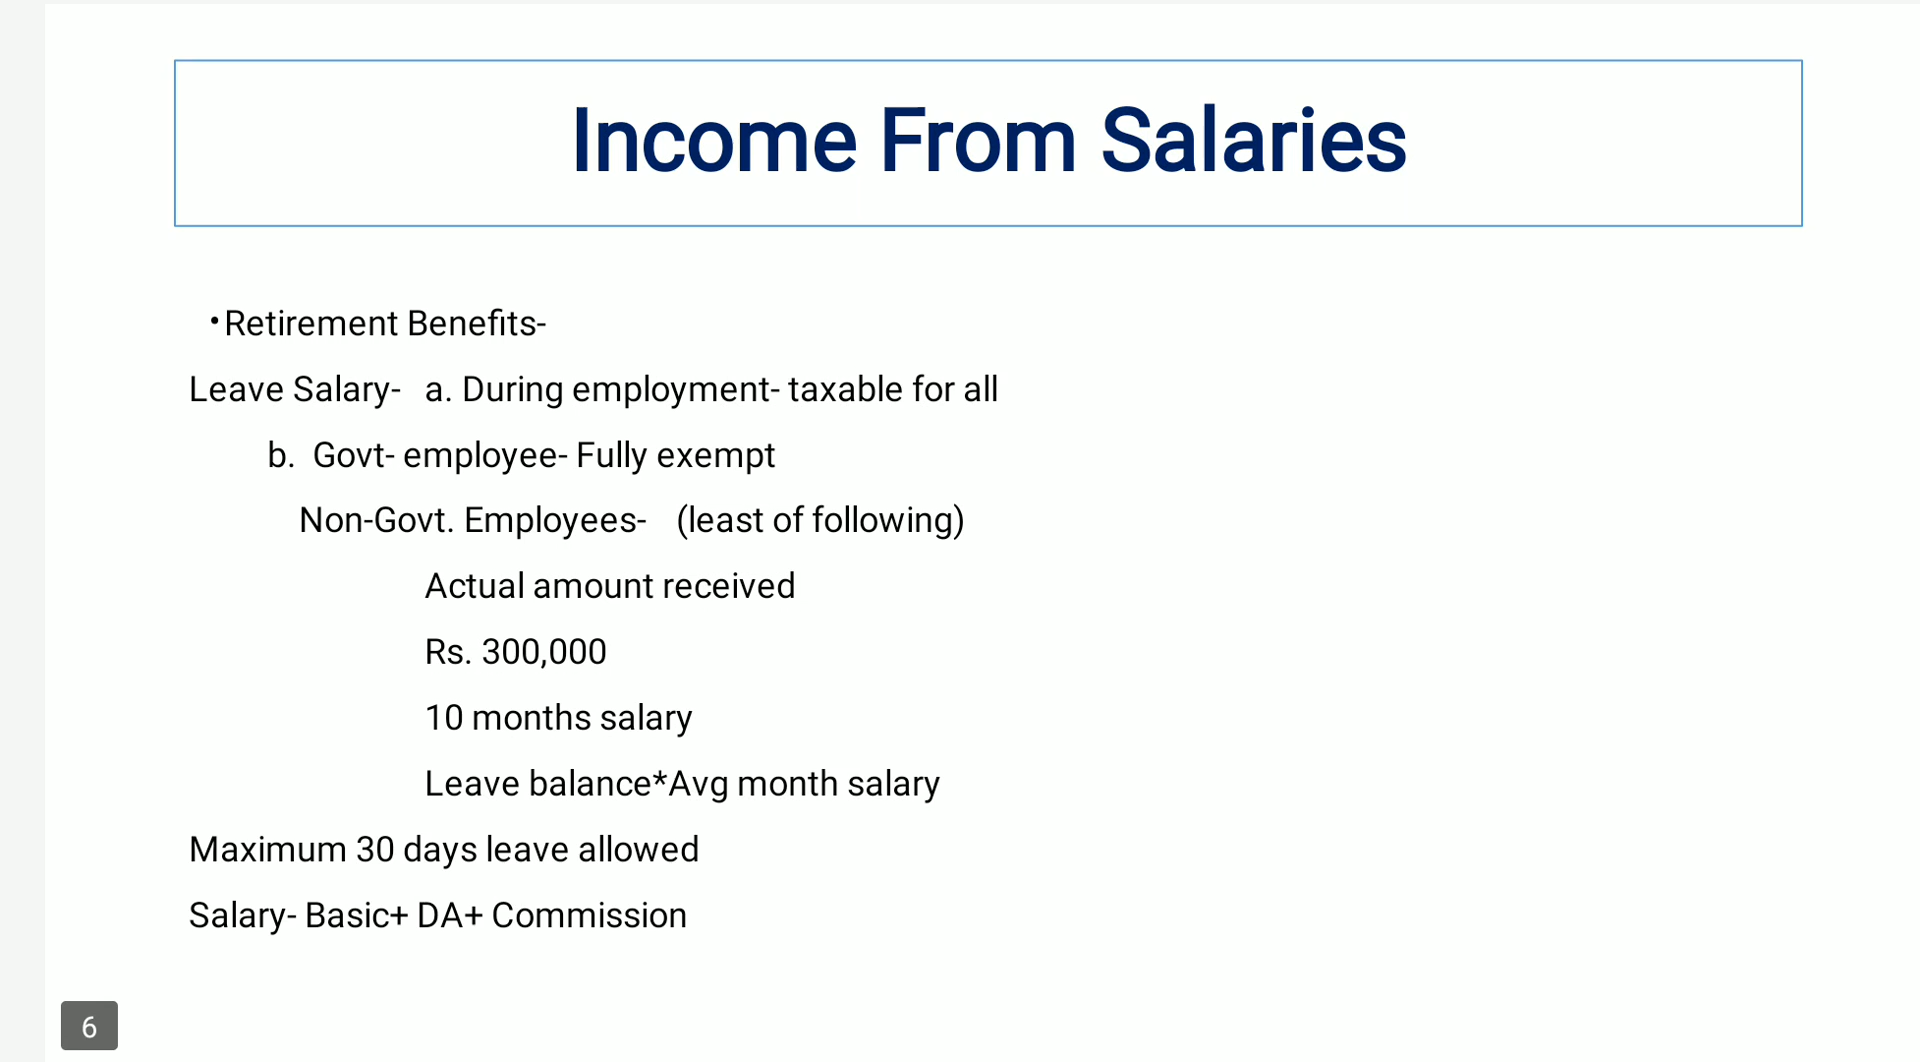 Income From Salaries
•Retirement Benefits-
Leave Salary- a. During employment- taxable for all
b. Govt- employee- Fully exempt
Non-Govt. Employees- (least of following)
Actual amount received
Rs. 300,000
10 months salary
Leave balance*Avg month salary
Maximum 30 days leave allowed
Salary- Basic+ DA+ Commission
6